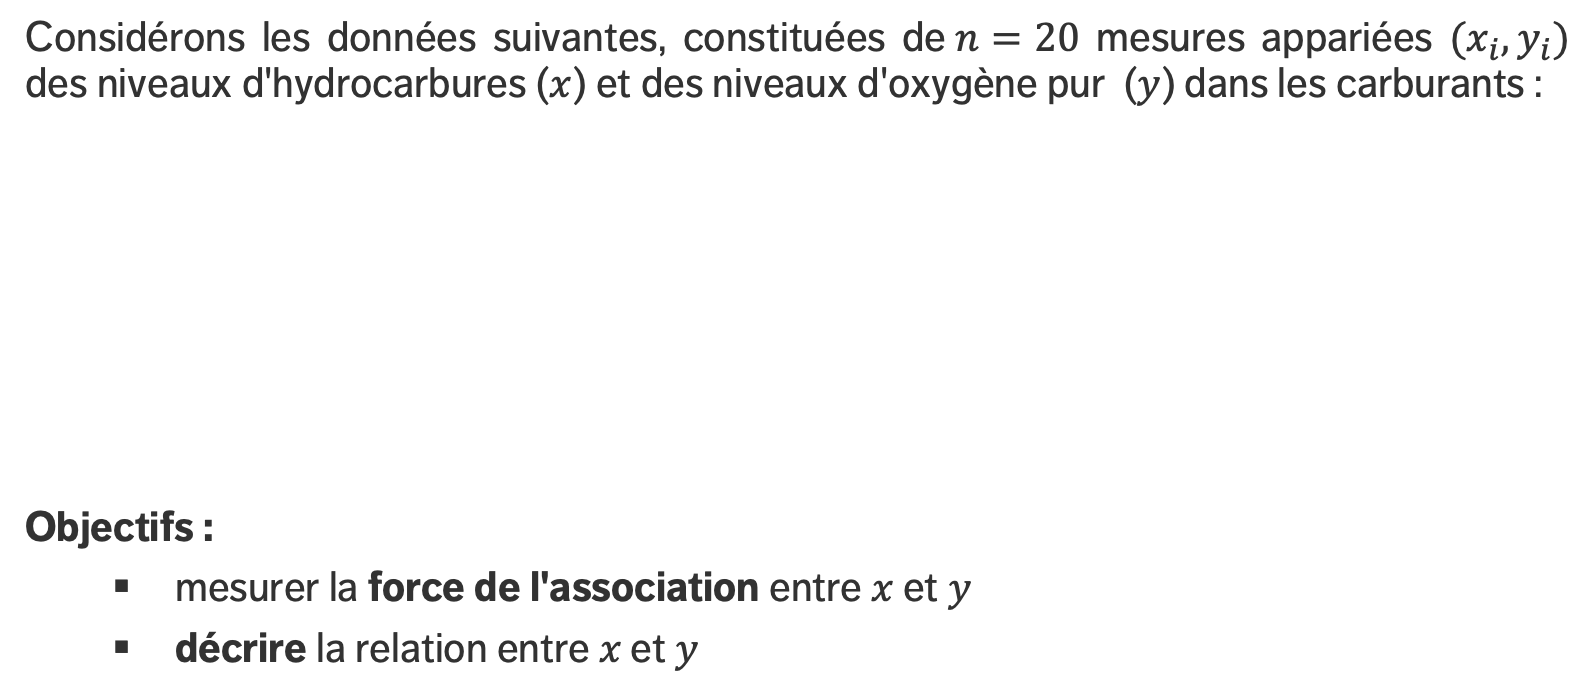 Considérons les données suivantes, constituées de n = 20 mesures appariées (xᵢ, yᵢ)
des niveaux d'hydrocarbures (x) et des niveaux d'oxygène pur (y) dans les carburants :
Objectifs :
▪ mesurer la force de l'association entre x et y
▪ décrire la relation entre x et y